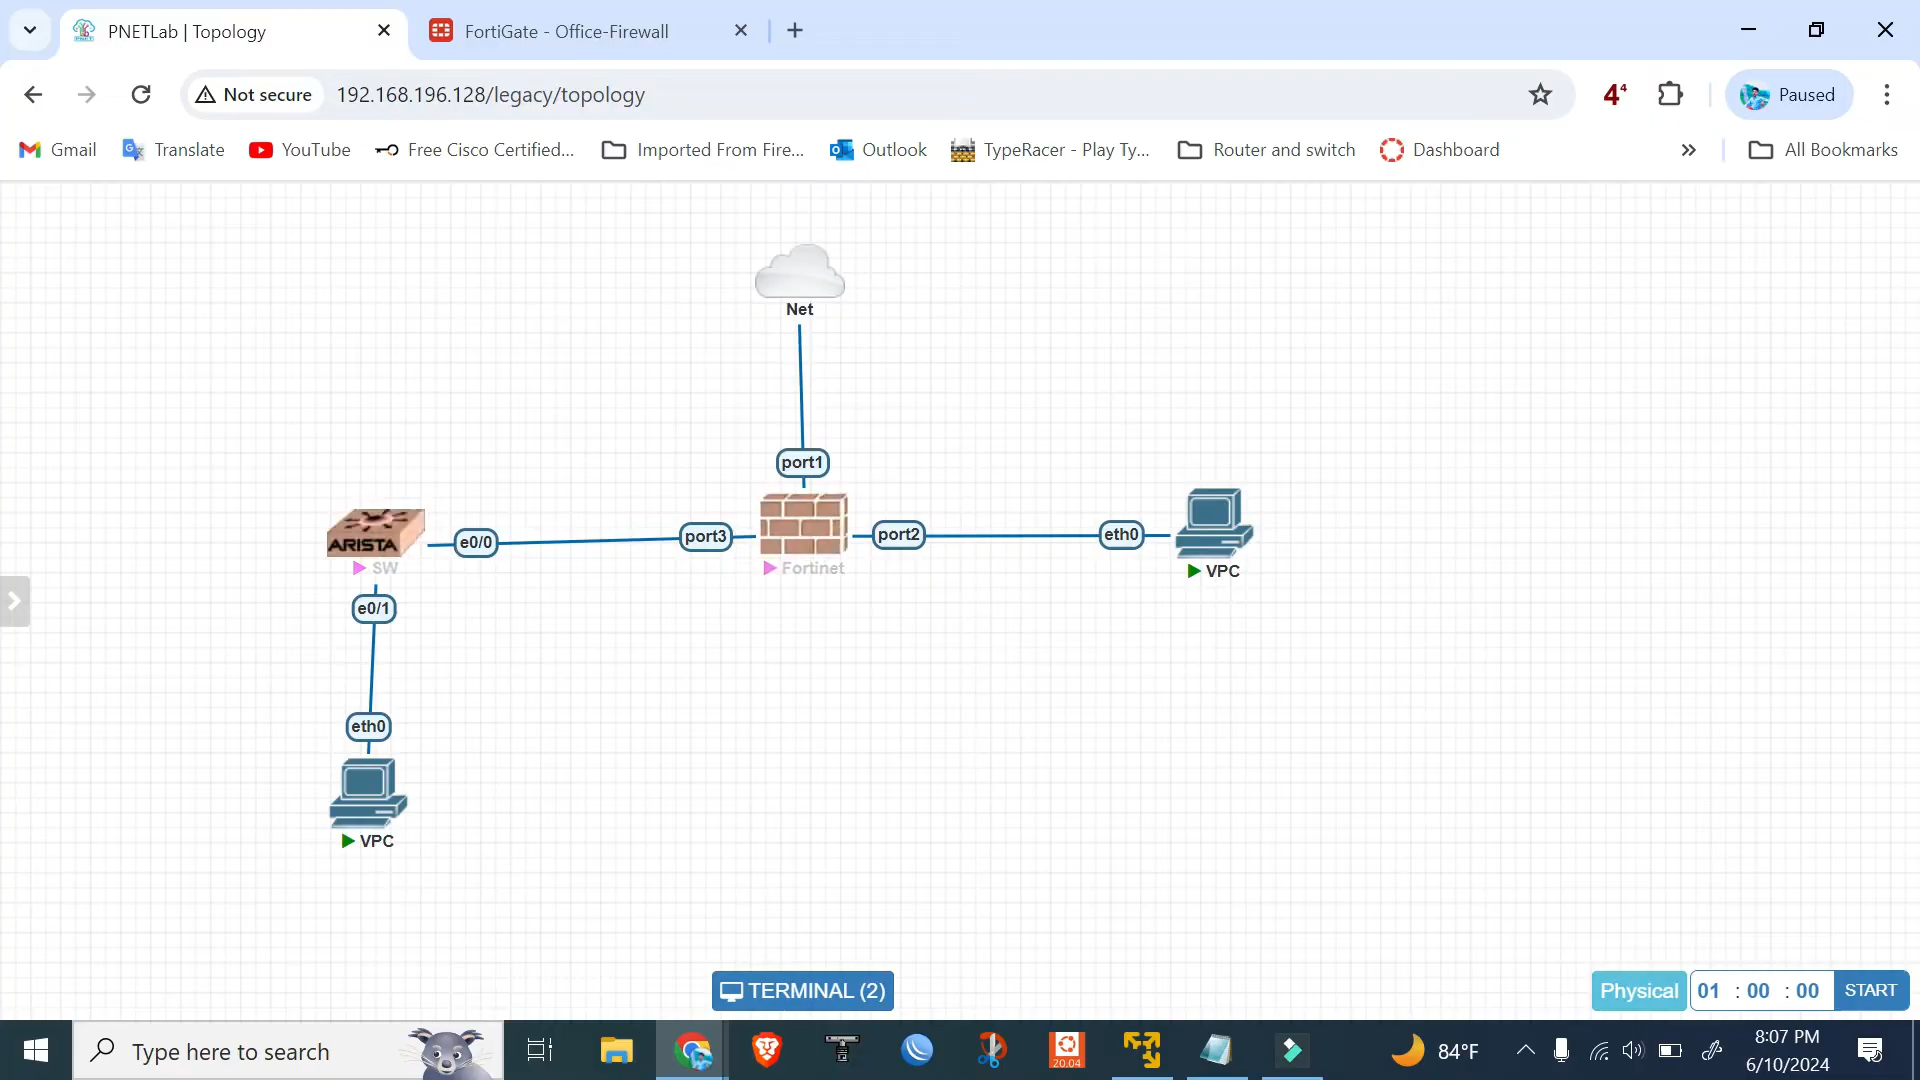 PNETLab | Topology
FortiGate - Office-Firewall
Not secure
192.168.196.128/legacy/topology
4⁴
Paused
Gmail
Translate
YouTube
Free Cisco Certified...
Imported From Fire...
Outlook
TypeRacer - Play Ty...
Router and switch
Dashboard
All Bookmarks
Net
port1
ARISTA
SW
e0/0
port3
Fortinet
port2
eth0
VPC
e0/1
eth0
VPC
TERMINAL (2)
Physical
01 : 00 : 00
START
Type here to search
20.04
84°F
8:07 PM
6/10/2024